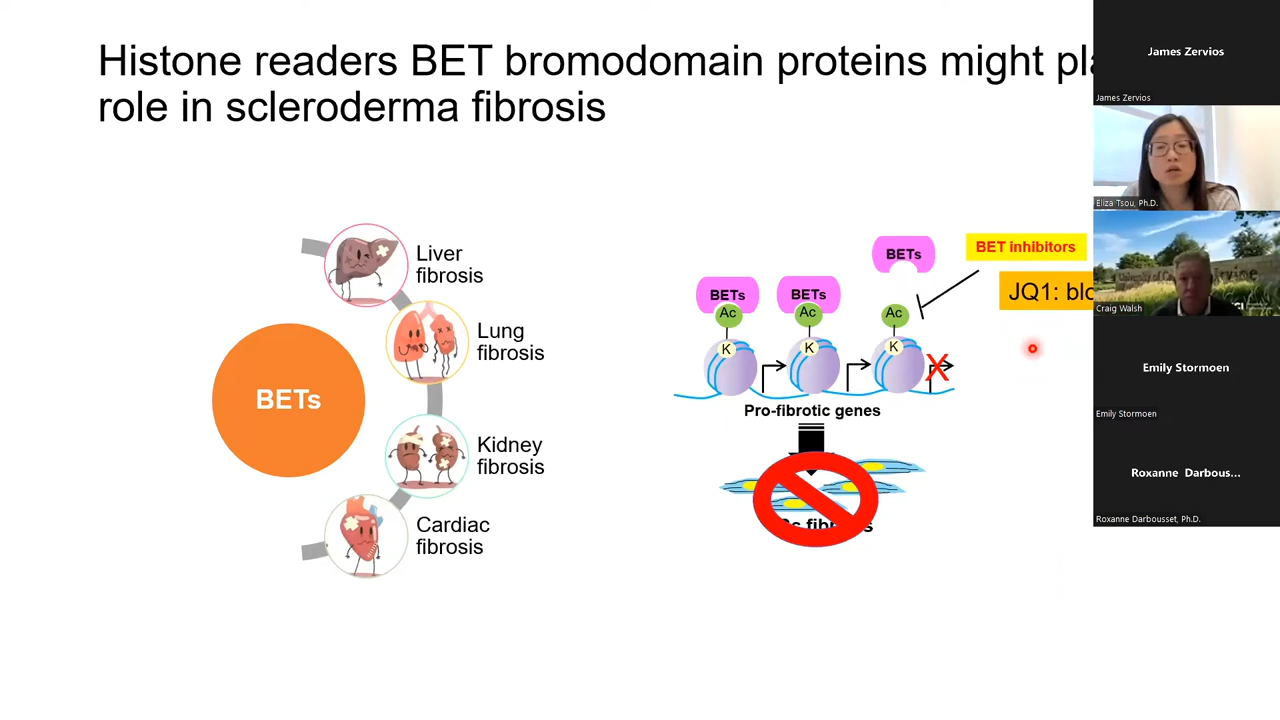 Histone readers BET bromodomain proteins might
role in scleroderma fibrosis
BETs
Liver
fibrosis
Lung
fibrosis
Kidney
fibrosis
Cardiac
fibrosis
BETs
BETs
BETs
Ac
Ac
Ac
K
K
K
X
BET inhibitors
JQ1:
Pro-fibrotic genes
James Zervios
James Zervios
Eliza Tsou, Ph.D.
Craig Walsh
Emily Stormoen
Emily Stormoen
Roxanne Darbous...
Roxanne Darbousset, Ph.D.